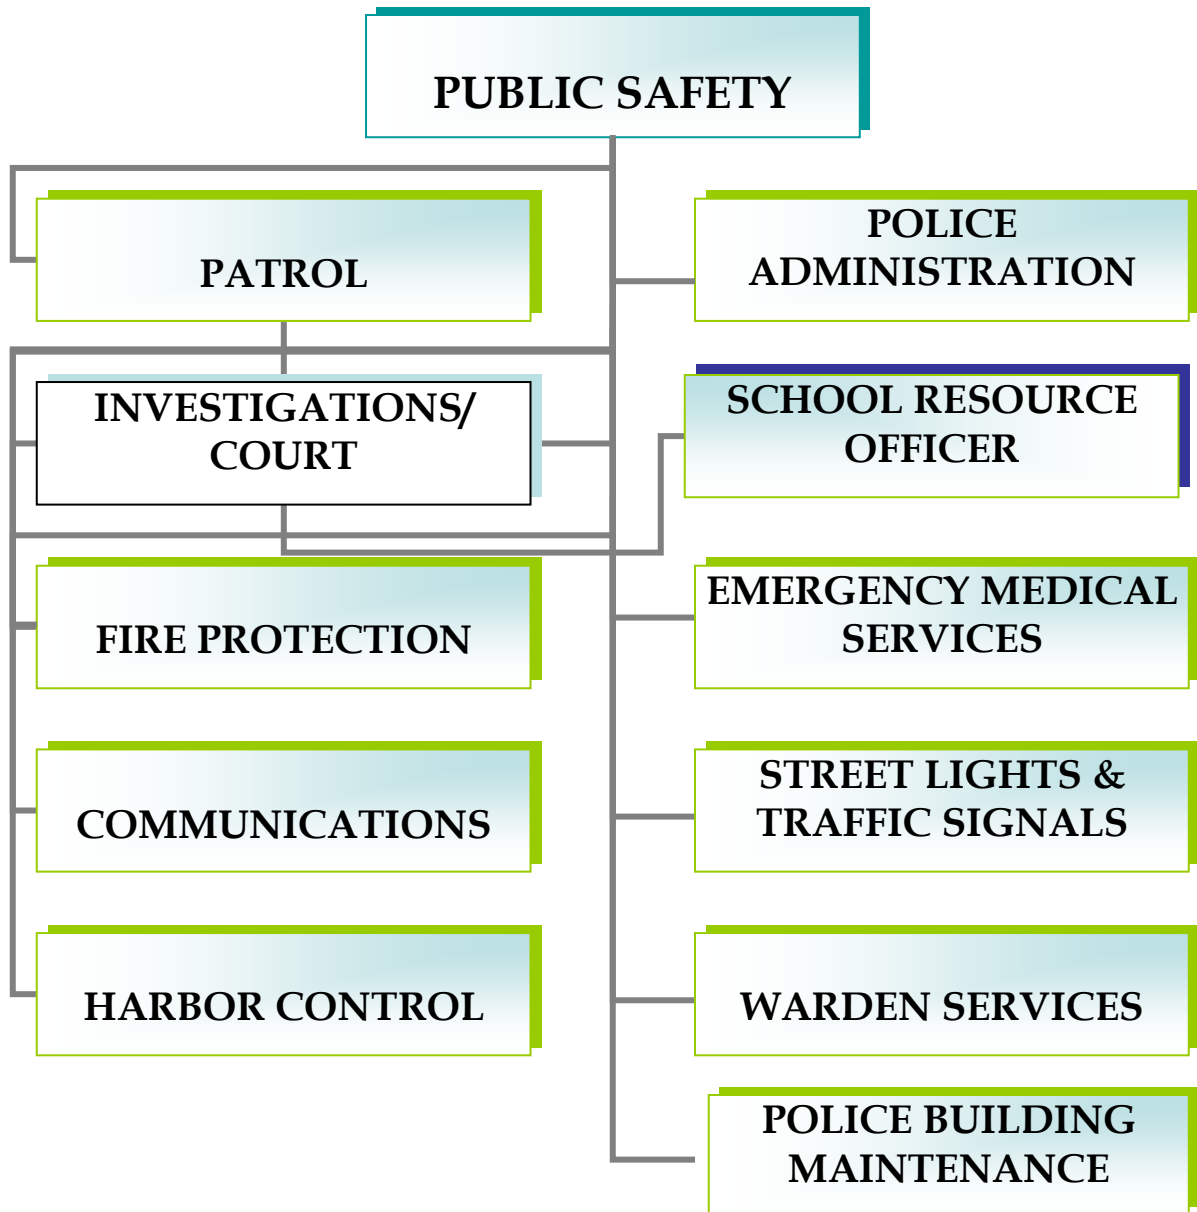 PUBLIC SAFETY
PATROL
POLICE
ADMINISTRATION
INVESTIGATIONS/
COURT
SCHOOL RESOURCE
OFFICER
FIRE PROTECTION
EMERGENCY MEDICAL
SERVICES
COMMUNICATIONS
STREET LIGHTS &
TRAFFIC SIGNALS
HARBOR CONTROL
WARDEN SERVICES
POLICE BUILDING
MAINTENANCE